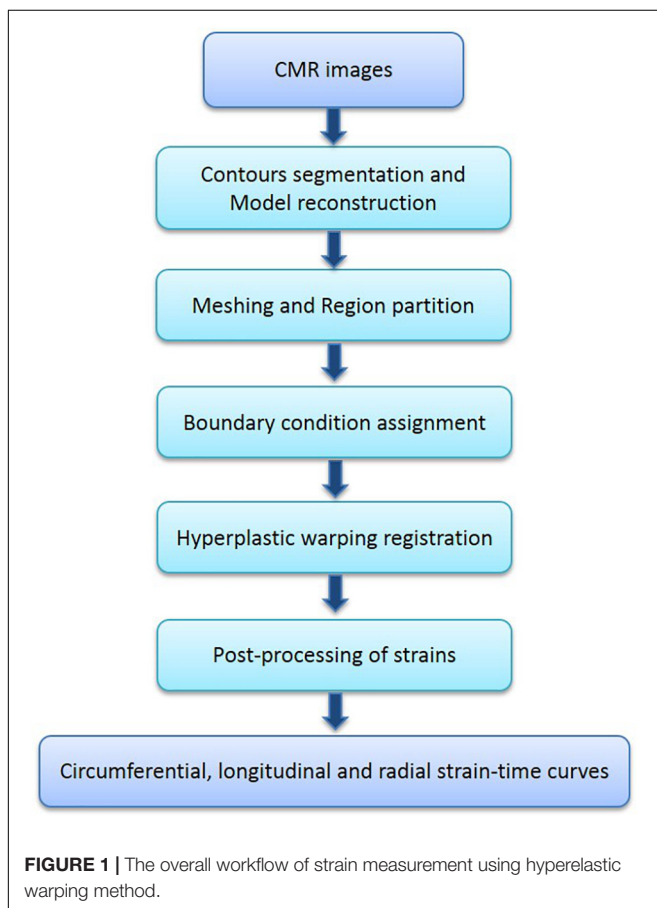 CMR images
Contours segmentation and
Model reconstruction
Meshing and Region partition
Boundary condition assignment
Hyperplastic warping registration
Post-processing of strains
Circumferential, longitudinal and radial strain-time curves
FIGURE 1 | The overall workflow of strain measurement using hyperelastic
warping method.